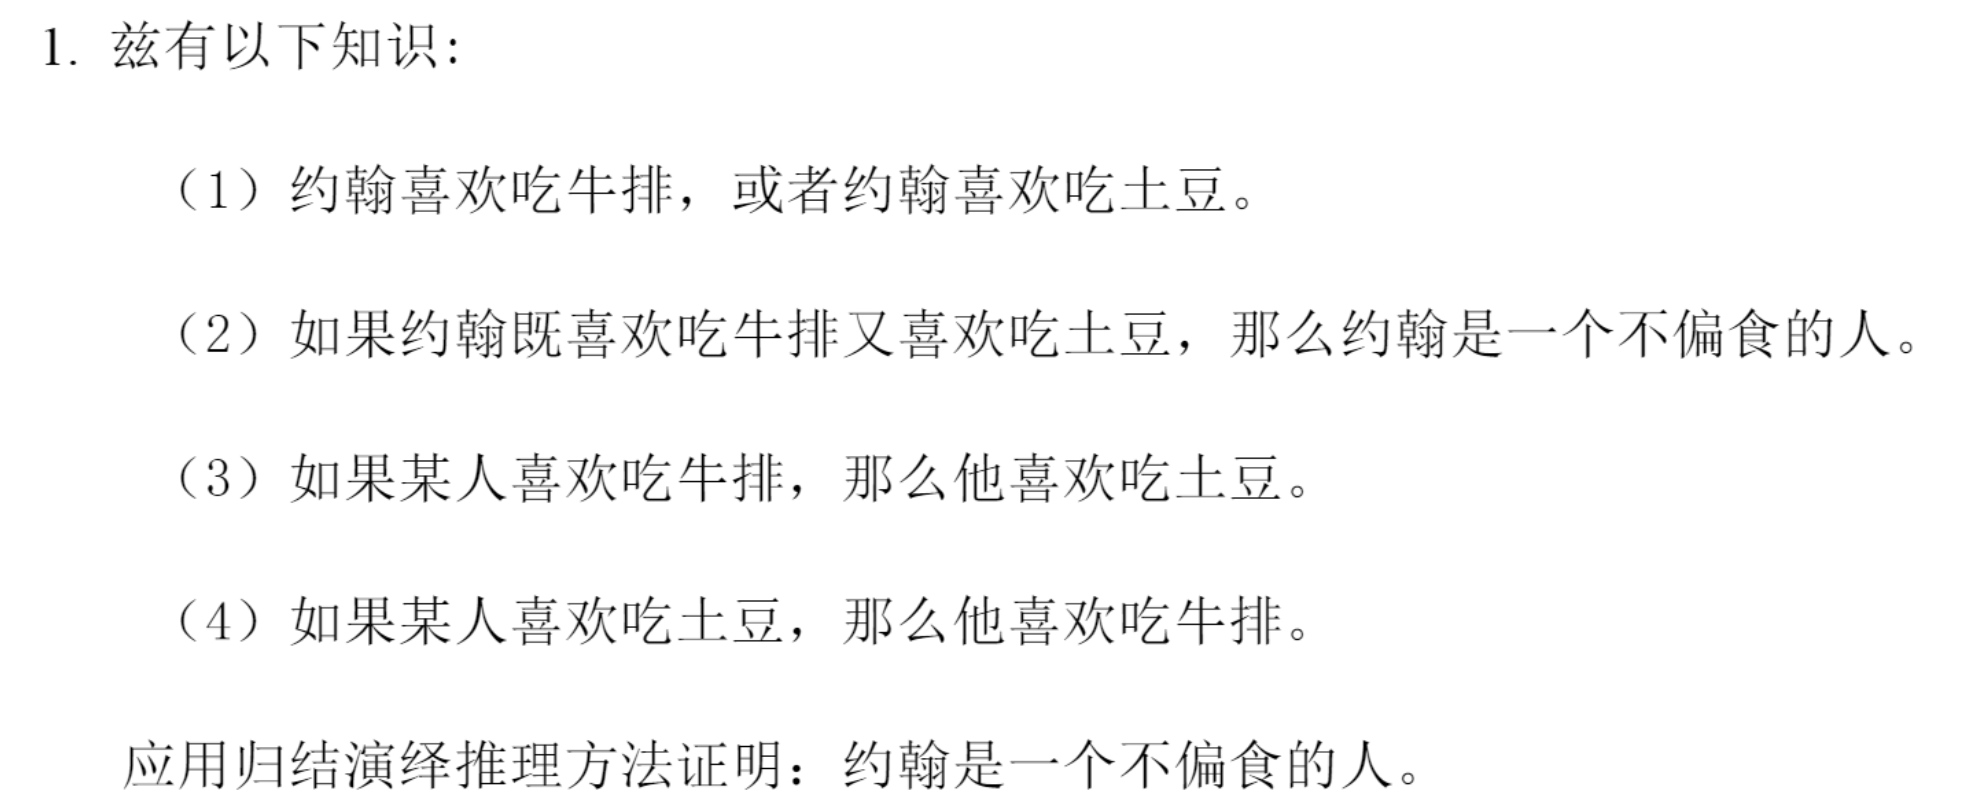 1. 兹有以下知识:
（1）约翰喜欢吃牛排，或者约翰喜欢吃土豆。
（2）如果约翰既喜欢吃牛排又喜欢吃土豆，那么约翰是一个不偏食的人。
（3）如果某人喜欢吃牛排，那么他喜欢吃土豆。
（4）如果某人喜欢吃土豆，那么他喜欢吃牛排。
应用归结演绎推理方法证明：约翰是一个不偏食的人。